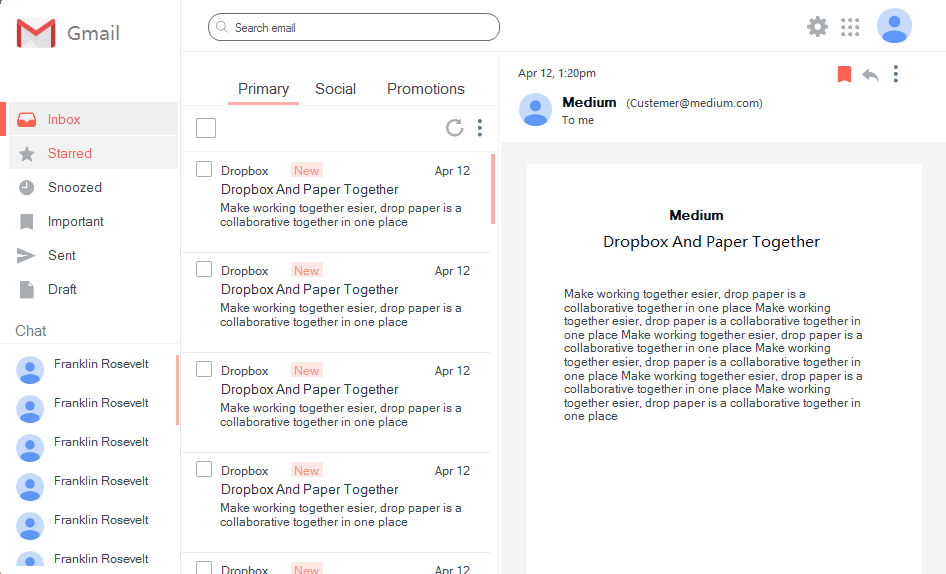 Gmail
Search email
Inbox
Starred
Snoozed
Important
Sent
Draft
Chat
Franklin Rosevelt
Franklin Rosevelt
Franklin Rosevelt
Franklin Rosevelt
Franklin Rosevelt
Franklin Rosevelt
Primary Social Promotions
Dropbox New Apr 12
Dropbox And Paper Together
Make working together esier, drop paper is a
collaborative together in one place
Dropbox New Apr 12
Dropbox And Paper Together
Make working together esier, drop paper is a
collaborative together in one place
Dropbox New Apr 12
Dropbox And Paper Together
Make working together esier, drop paper is a
collaborative together in one place
Dropbox New Apr 12
Dropbox And Paper Together
Make working together esier, drop paper is a
collaborative together in one place
Dropbox New Apr 12
Apr 12, 1:20pm
Medium (Custemer@medium.com)
To me
Medium
Dropbox And Paper Together
Make working together esier, drop paper is a
collaborative together in one place Make working
together esier, drop paper is a collaborative together in
one place Make working together esier, drop paper is a
collaborative together in one place Make working
together esier, drop paper is a collaborative together in
one place Make working together esier, drop paper is a
collaborative together in one place Make working
together esier, drop paper is a collaborative together in
one place